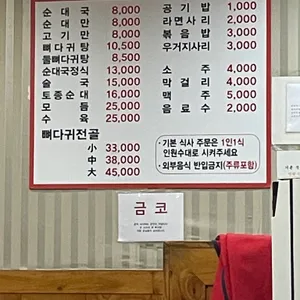 순대국 8,000
순대만 8,000
고기만 8,000
뼈다귀탕 10,500
뜰뼈다귀탕 8,500
순대국정식 13,000
술국 15,000
토종순대 16,000
모듬 25,000
수육 25,000
뼈다귀전골
小 33,000
中 38,000
大 45,000
공기밥 1,000
라면사리 2,000
볶음밥 3,000
우거지사리 3,000
소주 4,000
막걸리 4,000
맥주 5,000
음료수 2,000
· 기본 식사 주문은 1인1식
인원수대로 시켜주세요
· 외부음식 반입금지(주류포함)
금코